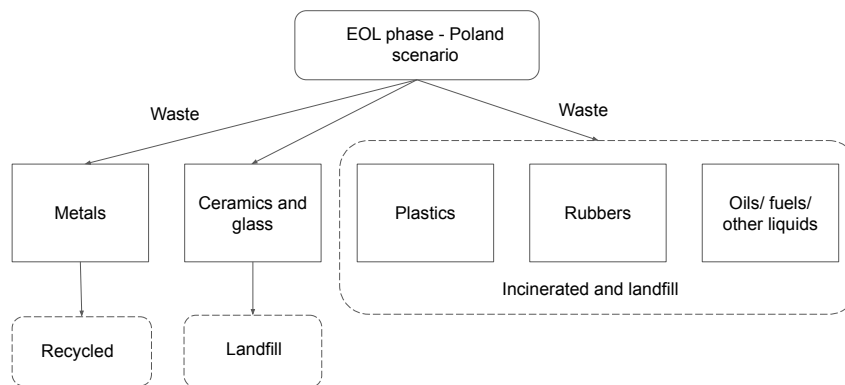 EOL phase - Poland
scenario
Waste
Waste
Metals
Ceramics and
glass
Plastics
Rubbers
Oils/ fuels/
other liquids
Incinerated and landfill
Recycled
Landfill